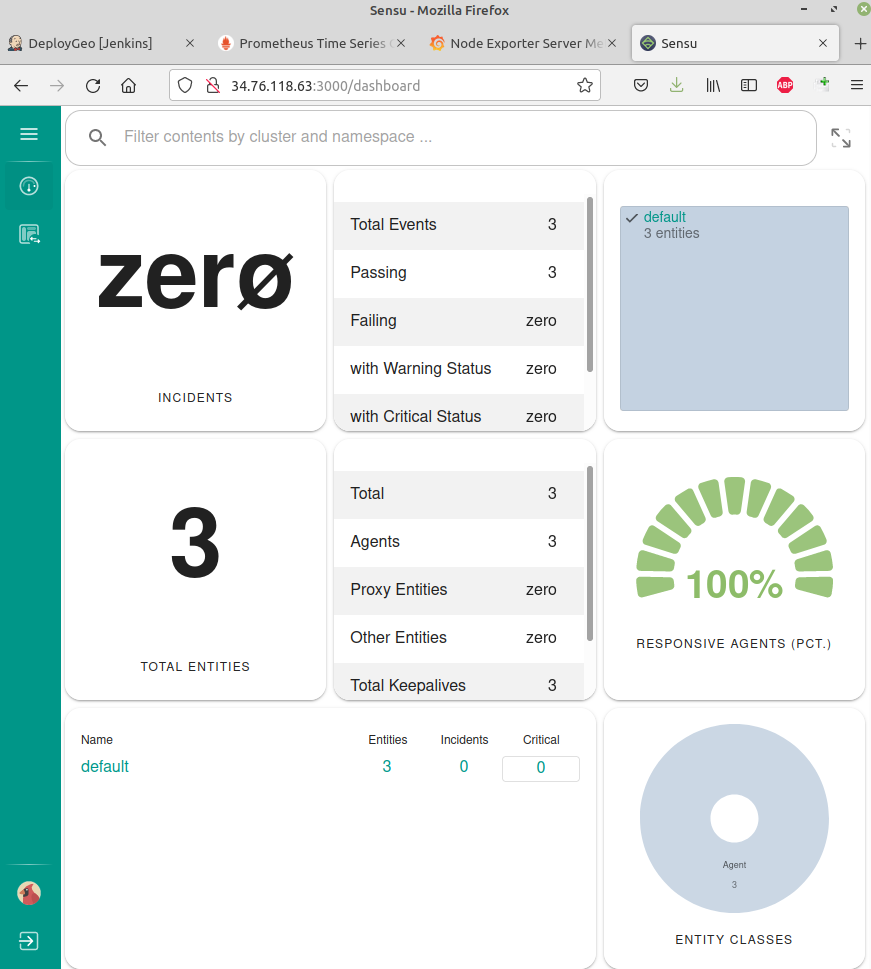 Sensu - Mozilla Firefox
DeployGeo [Jenkins]
Prometheus Time Series
Node Exporter Server Me
Sensu
34.76.118.63:3000/dashboard
ABP
Filter contents by cluster and namespace ...
zerø
INCIDENTS
Total Events 3
Passing 3
Failing zero
with Warning Status zero
with Critical Status zero
default
3 entities
3
TOTAL ENTITIES
Total 3
Agents 3
Proxy Entities zero
Other Entities zero
Total Keepalives 3
100%
RESPONSIVE AGENTS (PCT.)
Name Entities Incidents Critical
default 3 0 0
Agent
3
ENTITY CLASSES